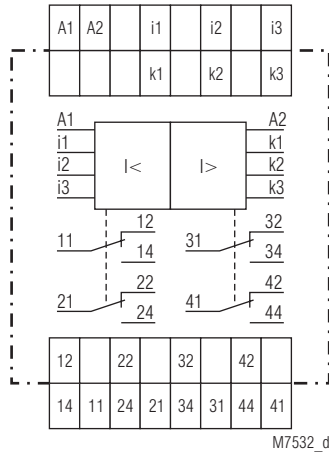 A1 A2 i1 i2 i3
k1 k2 k3
A1 A2
i1 k1
i2 I< I> k2
i3 k3
12 32
11 14 31 34
22 42
21 24 41 44
12 22 32 42
14 11 24 21 34 31 44 41
M7532_d